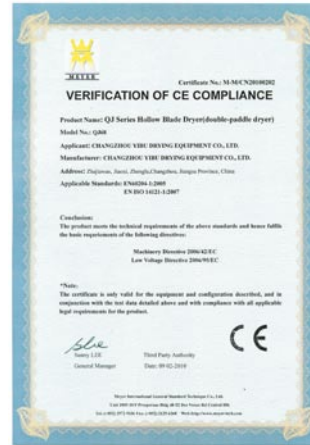 MEYER
Certificate No.: M-MCN20100202
VERIFICATION OF CE COMPLIANCE
Product Name: QJ Series Hollow Blade Dryer(double-paddle dryer)
Model No.: QJ68
Applicant: CHANGZHOU YIBU DRYING EQUIPMENT CO., LTD.
Manufacturer: CHANGZHOU YIBU DRYING EQUIPMENT CO., LTD.
Address: Jiaoxi, Zhenglu,Changzhou, Jiangsu Province, China
Applicable Standards: EN60204-1:2005
EN ISO 14121-1:2007
Conclusion:
The product meets the technical requirements of the above standards and hence fulfils
the basic requirements of the following directives:
Machinery Directive 2006/42/EC
Low Voltage Directive 2006/95/EC
*Note:
The certificate is only valid for the equipment and configuration described, and in
conjunction with the test data detailed above and with compliance with all applicable
legal requirements for the product.
CE
Sunny LUE Third Party Authority
General Manager Date: 09-02-2010
Meyer International General Standard Technique Co., Ltd.